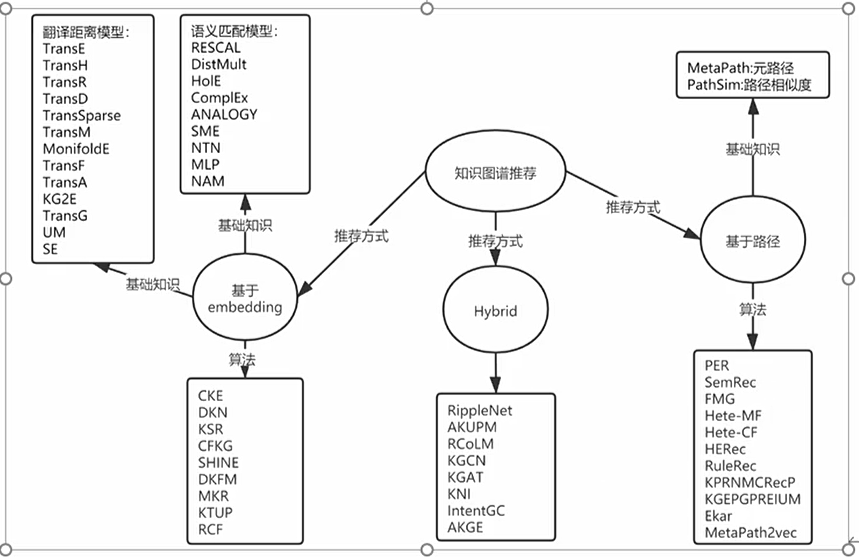 翻译距离模型:
TransE
TransH
TransR
TransD
TransSparse
TransM
MonifoldE
TransF
TransA
KG2E
TransG
UM
SE
语义匹配模型:
RESCAL
DistMult
HolE
ComplEx
ANALOGY
SME
NTN
MLP
NAM
MetaPath:元路径
PathSim:路径相似度
知识图谱推荐
基础知识
基础知识
基础知识
推荐方式
推荐方式
推荐方式
基于
embedding
Hybrid
基于路径
算法
算法
CKE
DKN
KSR
CFKG
SHINE
DKFM
MKR
KTUP
RCF
RippleNet
AKUPM
RCoLM
KGCN
KGAT
KNI
IntentGC
AKGE
PER
SemRec
FMG
Hete-MF
Hete-CF
HERec
RuleRec
KPRNMCRecP
KGEPGPREIUM
Ekar
MetaPath2vec